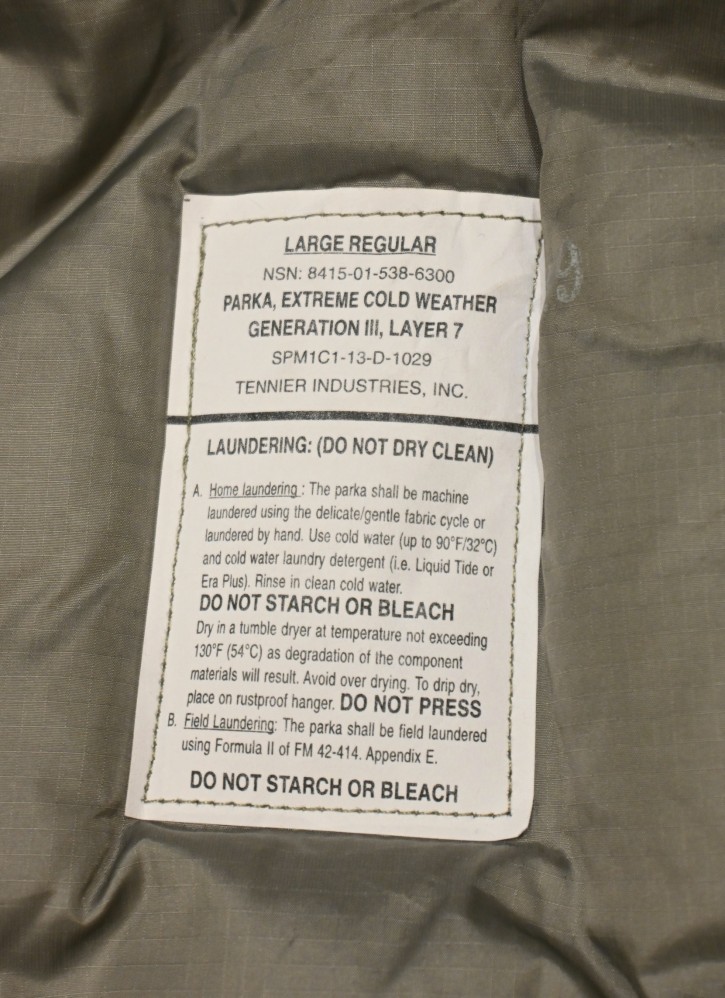 LARGE REGULAR
NSN: 8415-01-538-6300
PARKA, EXTREME COLD WEATHER
GENERATION III, LAYER 7
SPM1C1-13-D-1029
TENNIER INDUSTRIES, INC.
LAUNDERING: (DO NOT DRY CLEAN)
A. Home laundering : The parka shall be machine
laundered using the delicate/gentle fabric cycle or
laundered by hand. Use cold water (up to 90°F/32°C)
and cold water laundry detergent (i.e. Liquid Tide or
Era Plus). Rinse in clean cold water.
DO NOT STARCH OR BLEACH
Dry in a tumble dryer at temperature not exceeding
130°F (54°C) as degradation of the component
materials will result. Avoid over drying. To drip dry,
place on rustproof hanger. DO NOT PRESS
B. Field Laundering: The parka shall be field laundered
using Formula II of FM 42-414. Appendix E.
DO NOT STARCH OR BLEACH